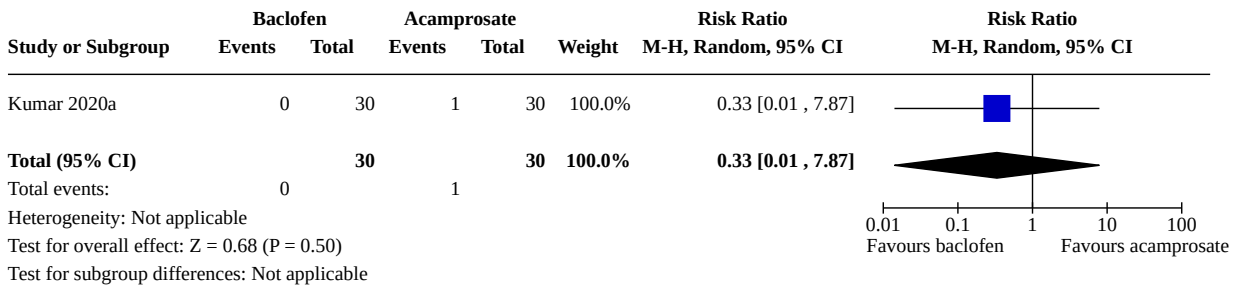 Baclofen Acamprosate Risk Ratio Risk Ratio
Study or Subgroup Events Total Events Total Weight M-H, Random, 95% CI M-H, Random, 95% CI
Kumar 2020a 0 30 1 30 100.0% 0.33 [0.01 , 7.87]
Total (95% CI) 30 30 100.0% 0.33 [0.01 , 7.87]
Total events: 0 1
Heterogeneity: Not applicable
0.01 0.1 1 10 100
Test for overall effect: Z = 0.68 (P = 0.50) Favours baclofen Favours acamprosate
Test for subgroup differences: Not applicable